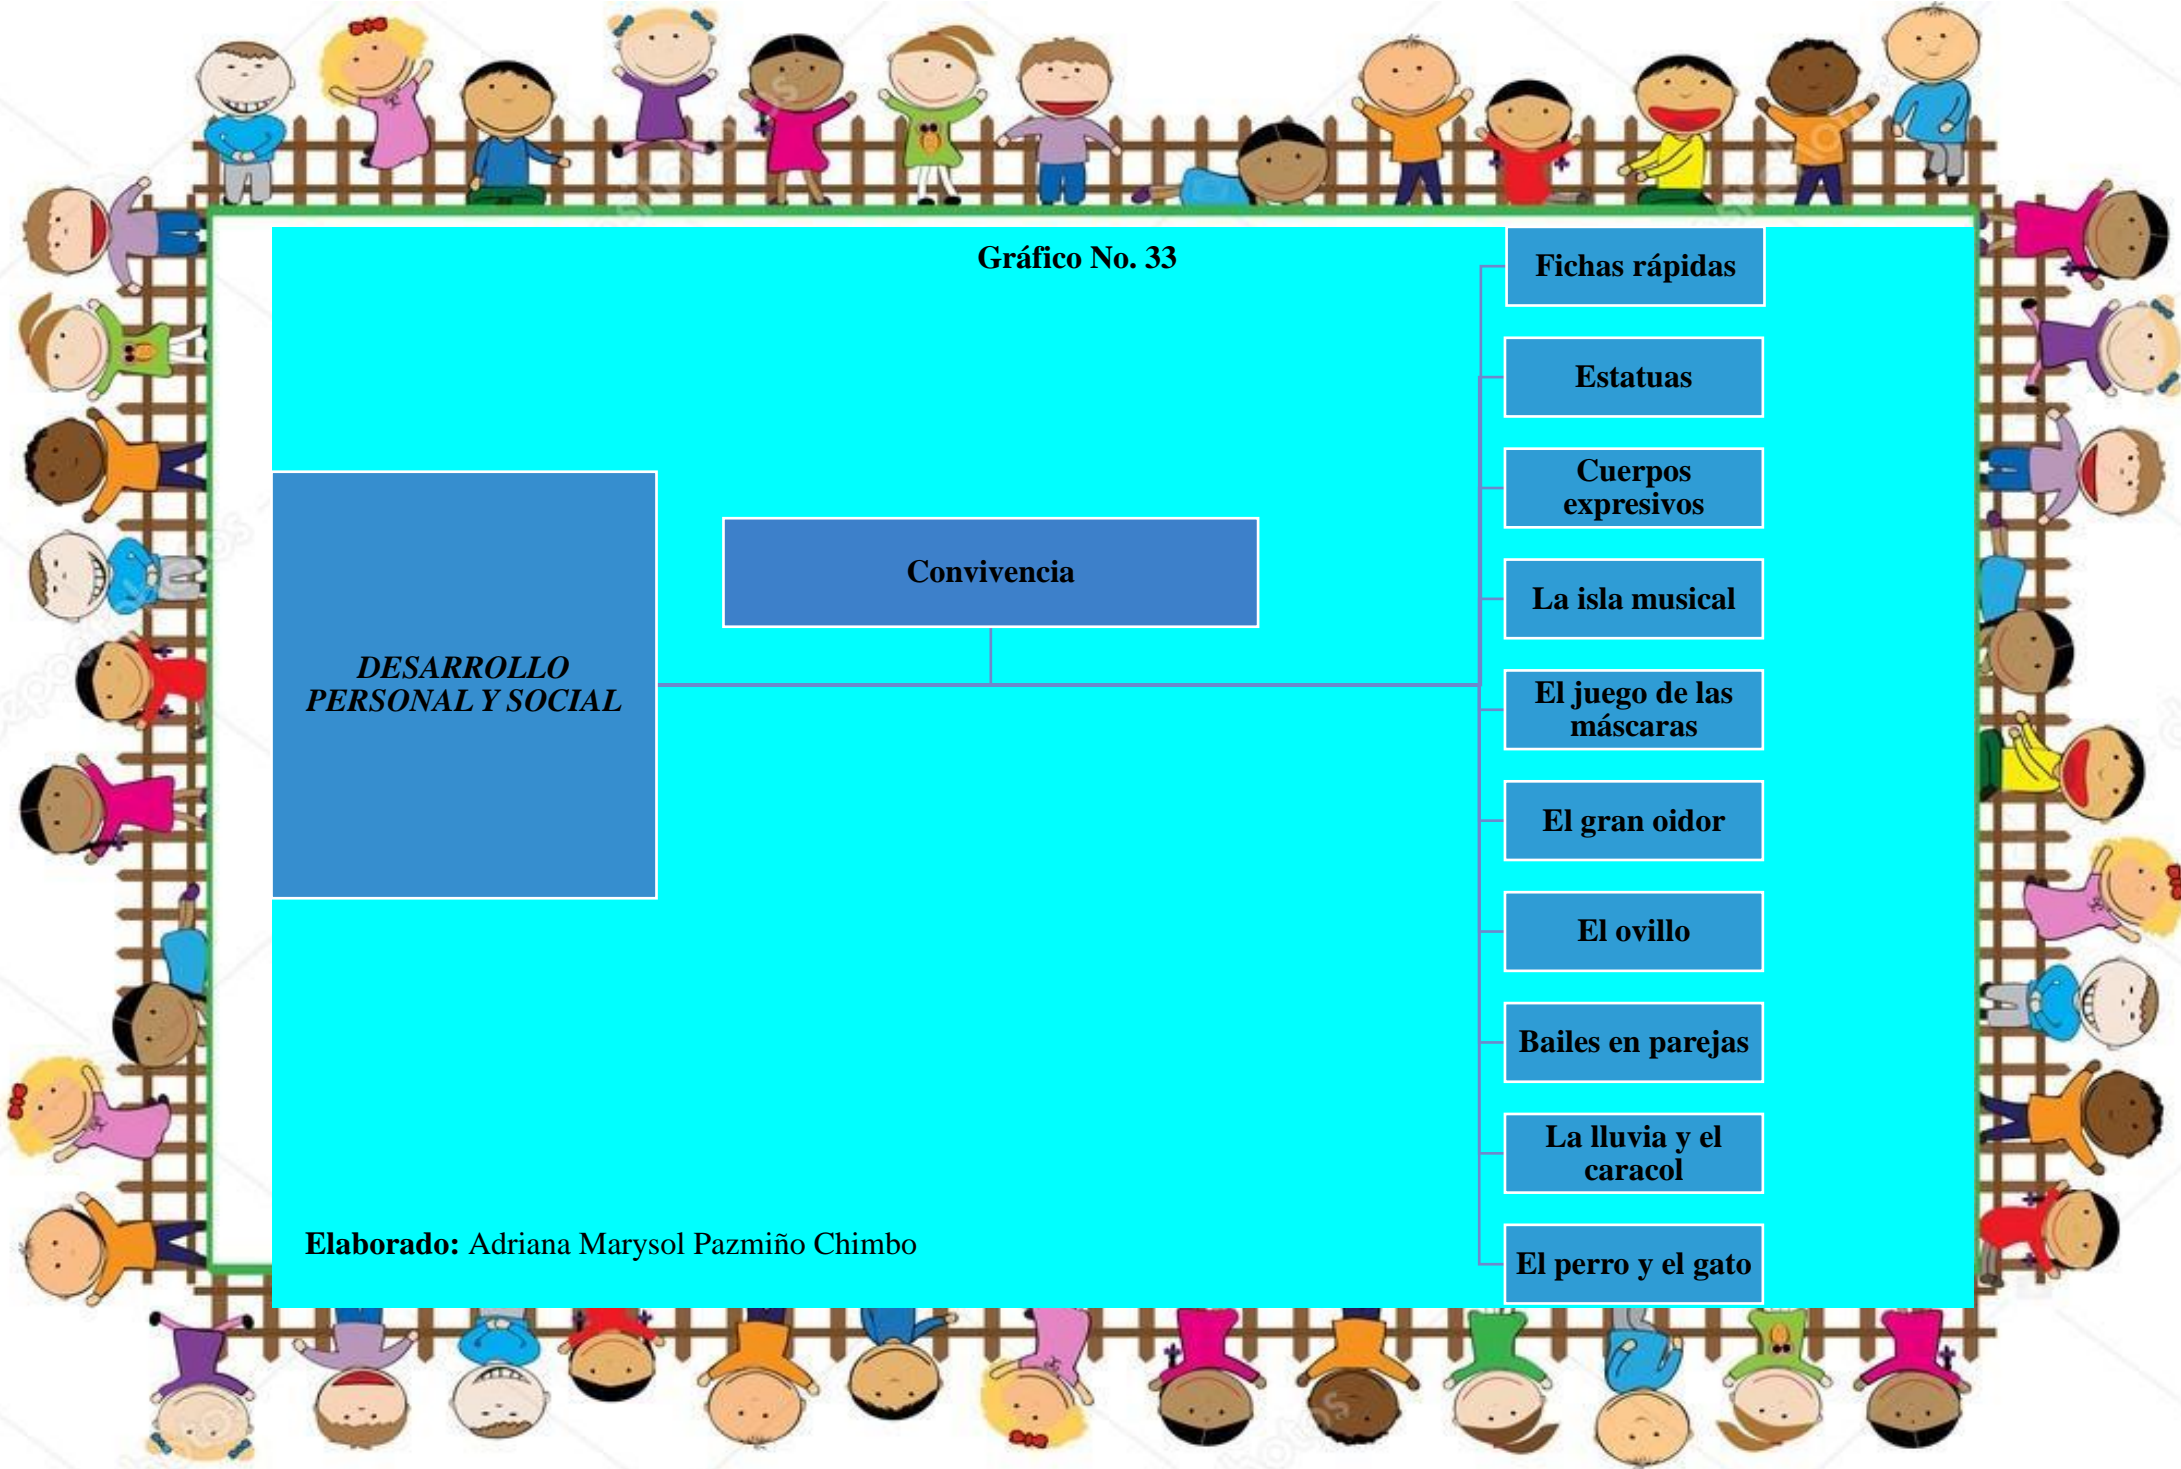 Gráfico No. 33
DESARROLLO
PERSONAL Y SOCIAL
Convivencia
Fichas rápidas
Estatuas
Cuerpos
expresivos
La isla musical
El juego de las
máscaras
El gran oidor
El ovillo
Bailes en parejas
La lluvia y el
caracol
El perro y el gato
Elaborado: Adriana Marysol Pazmiño Chimbo